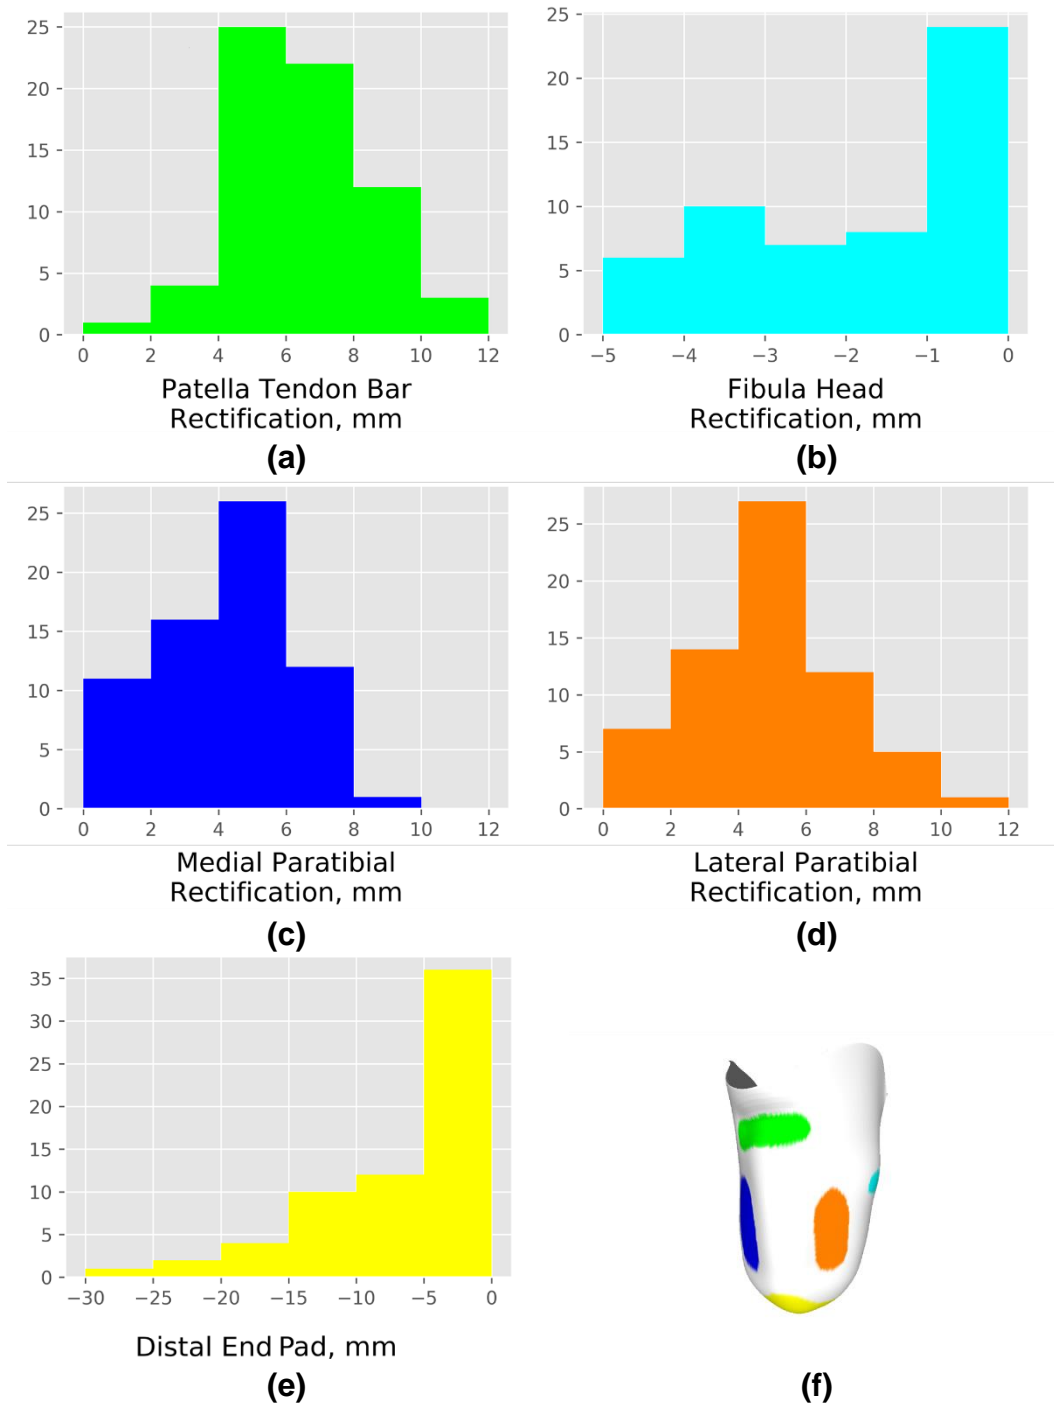 25
20
15
10
5
0
0 2 4 6 8 10 12
Patella Tendon Bar
Rectification, mm
(a)
25
20
15
10
5
0
−5 −4 −3 −2 −1 0
Fibula Head
Rectification, mm
(b)
25
20
15
10
5
0
0 2 4 6 8 10 12
Medial Paratibial
Rectification, mm
(c)
25
20
15
10
5
0
0 2 4 6 8 10 12
Lateral Paratibial
Rectification, mm
(d)
35
30
25
20
15
10
5
0
−30 −25 −20 −15 −10 −5 0
Distal End Pad, mm
(e)
(f)